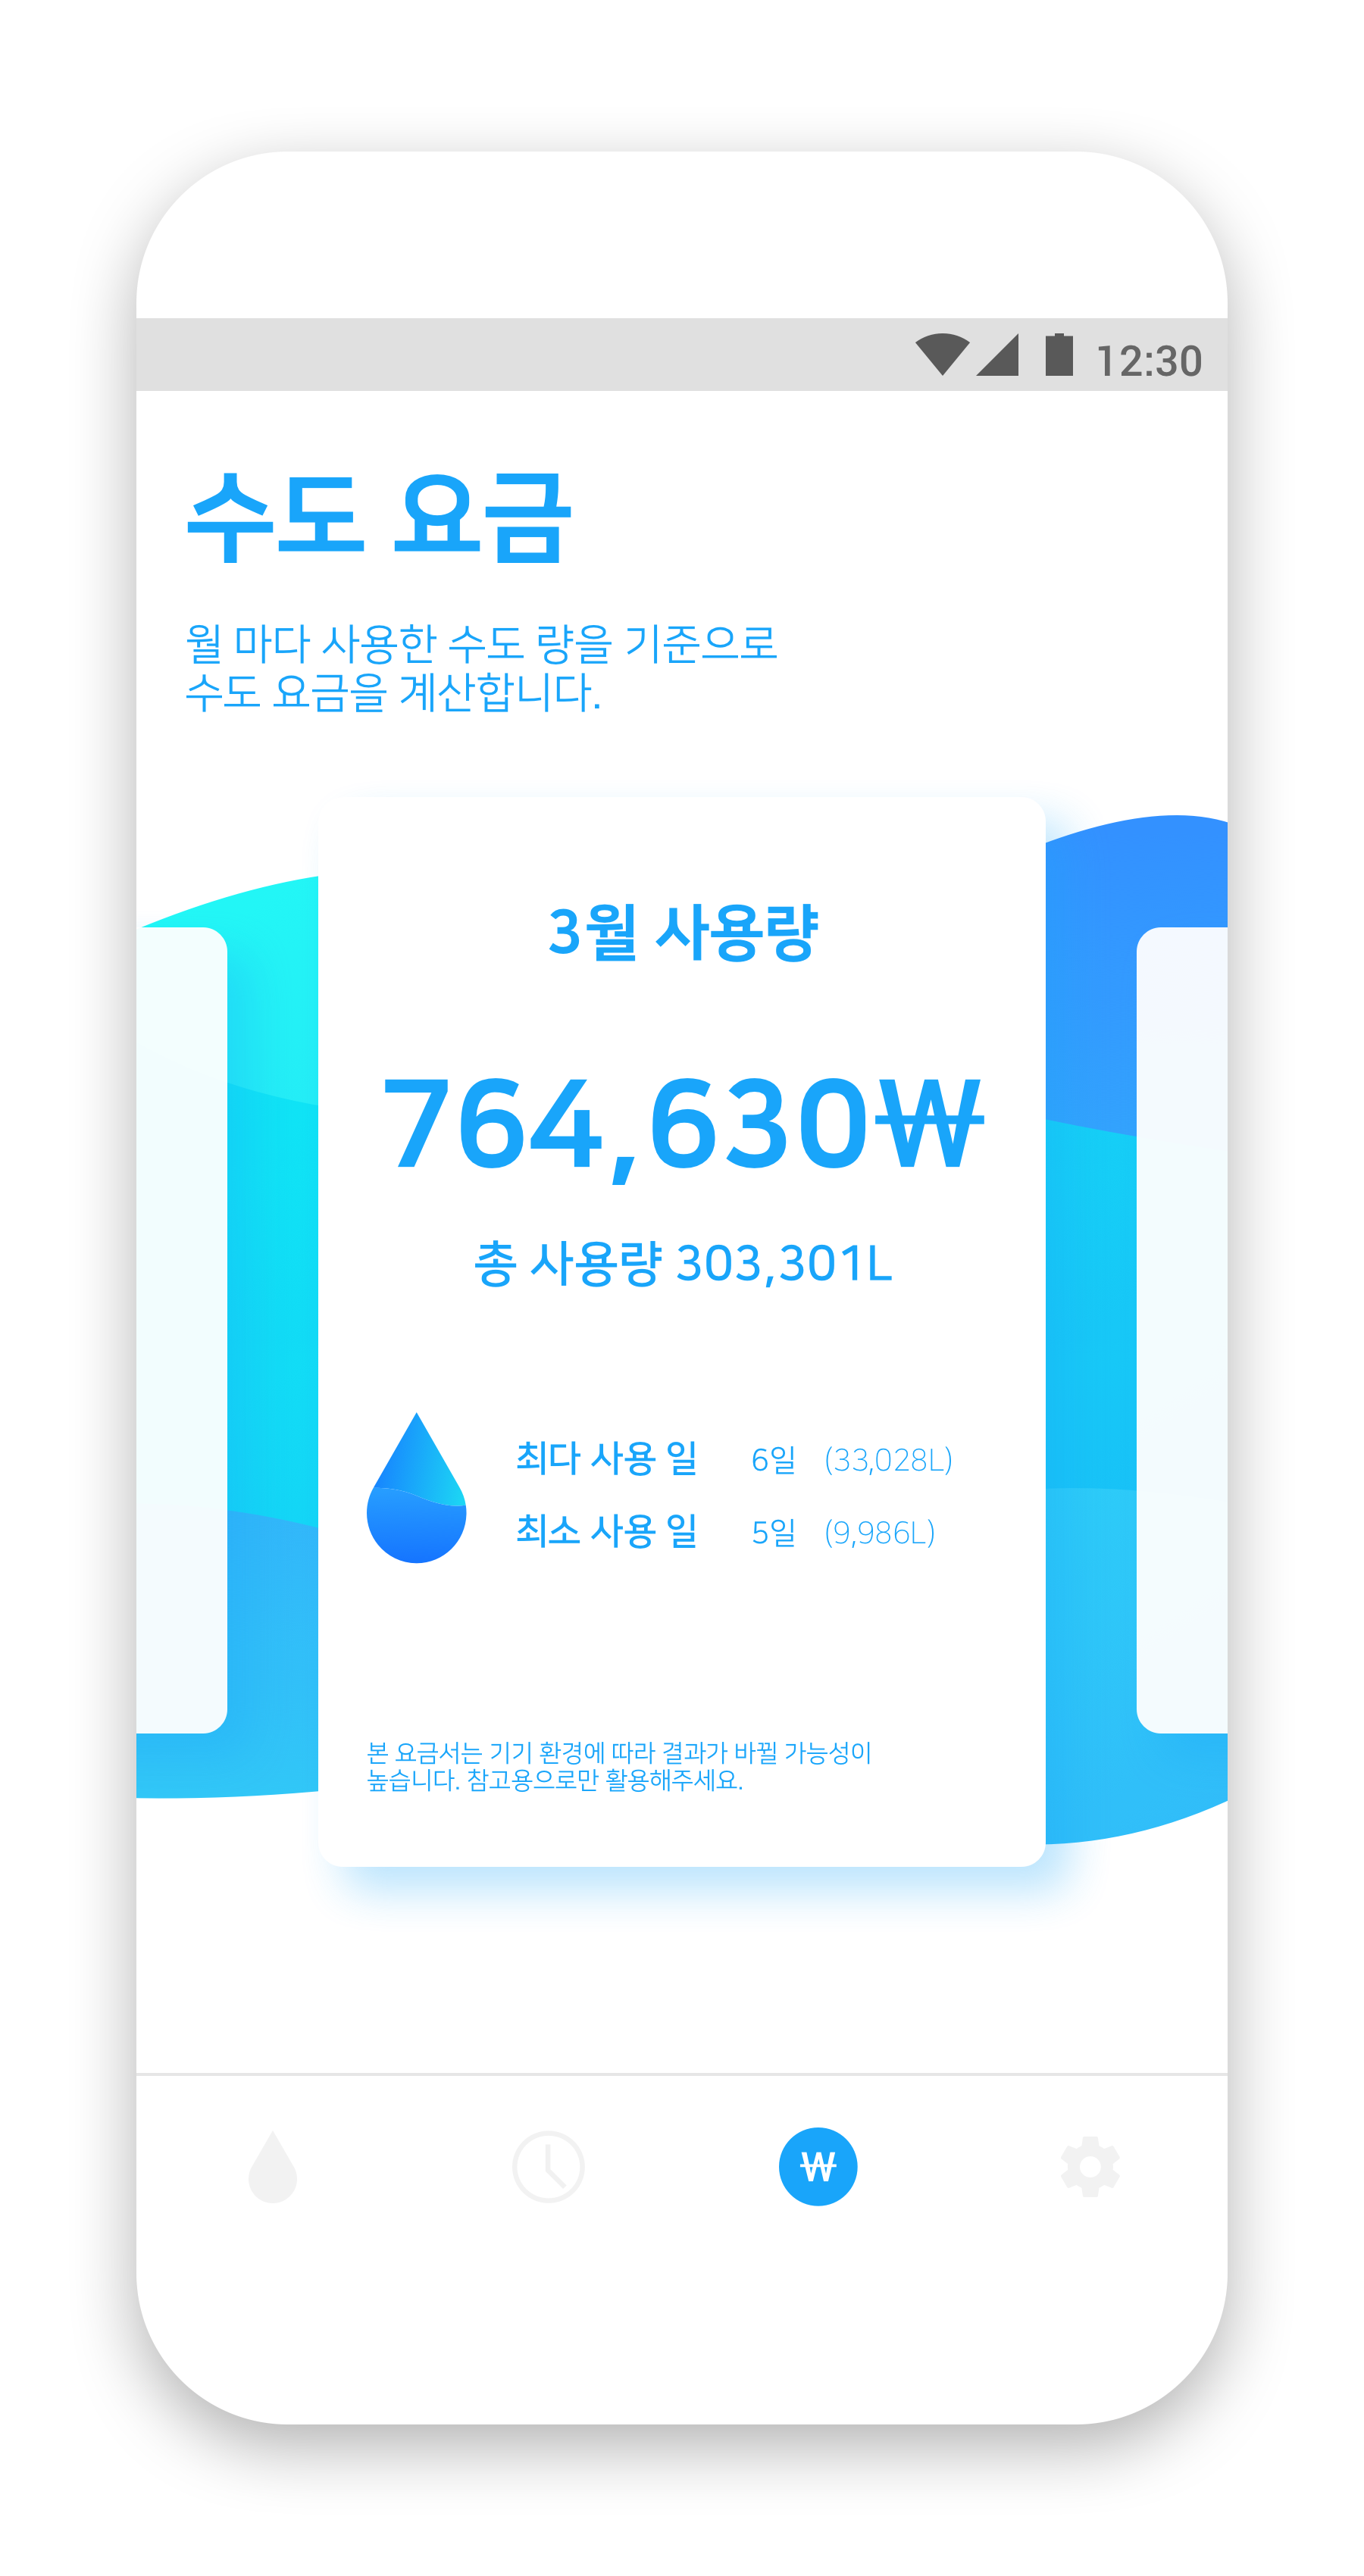 12:30
수도 요금
월 마다 사용한 수도 량을 기준으로
수도 요금을 계산합니다.
3월 사용량
764,630₩
총 사용량 303,301L
최다 사용 일 6일 (33,028L)
최소 사용 일 5일 (9,986L)
본 요금서는 기기 환경에 따라 결과가 바뀔 가능성이
높습니다. 참고용으로만 활용해주세요.
₩